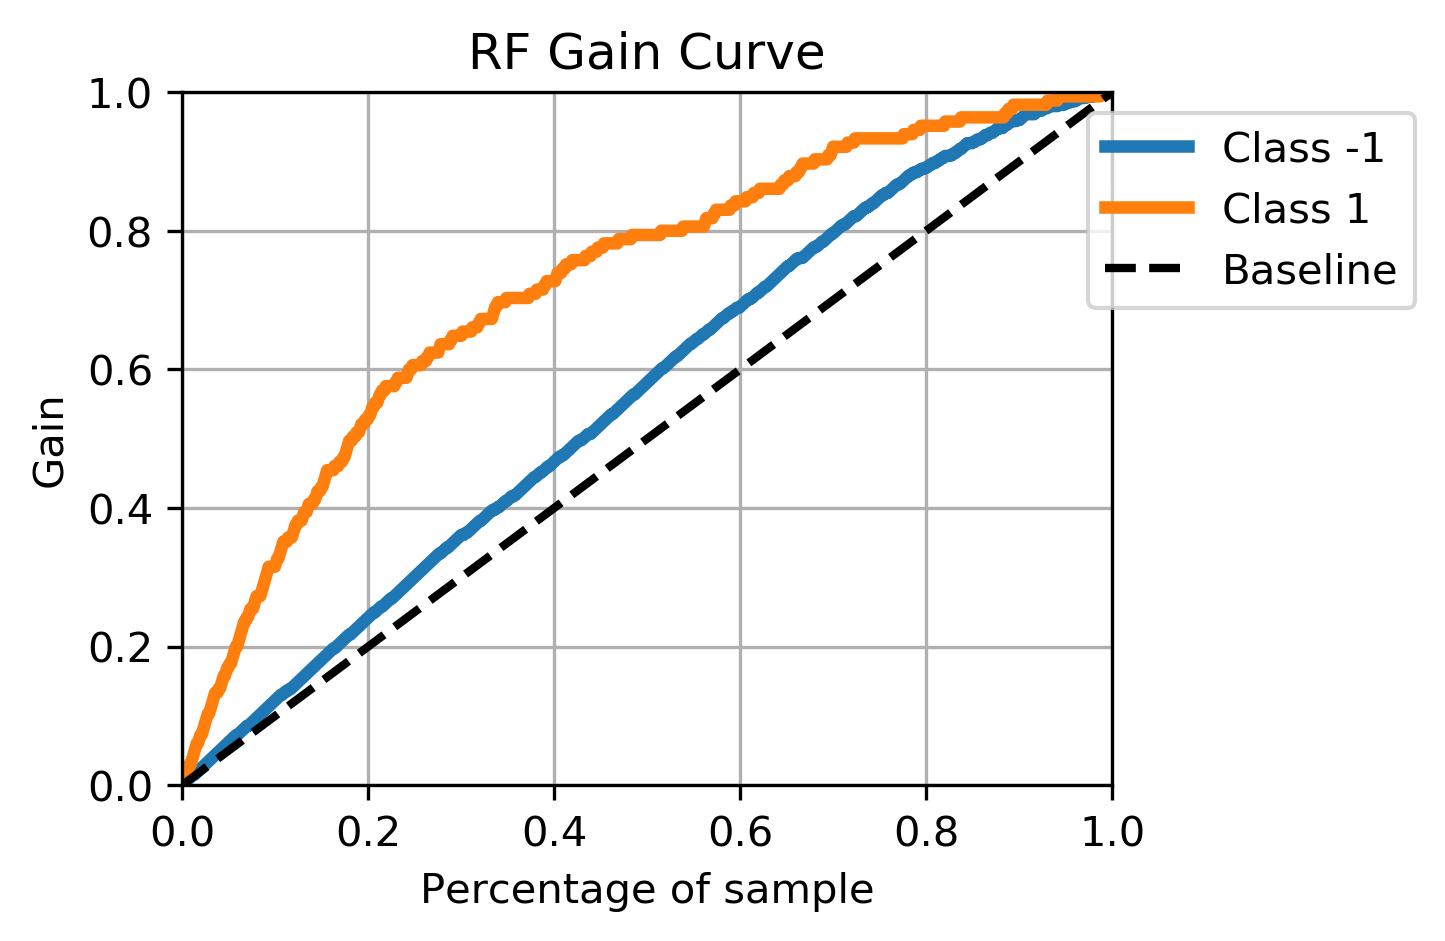 RF Gain Curve
1.0
0.8
0.6
0.4
0.2
0.0
Gain
0.0 0.2 0.4 0.6 0.8 1.0
Percentage of sample
Class -1
Class 1
Baseline